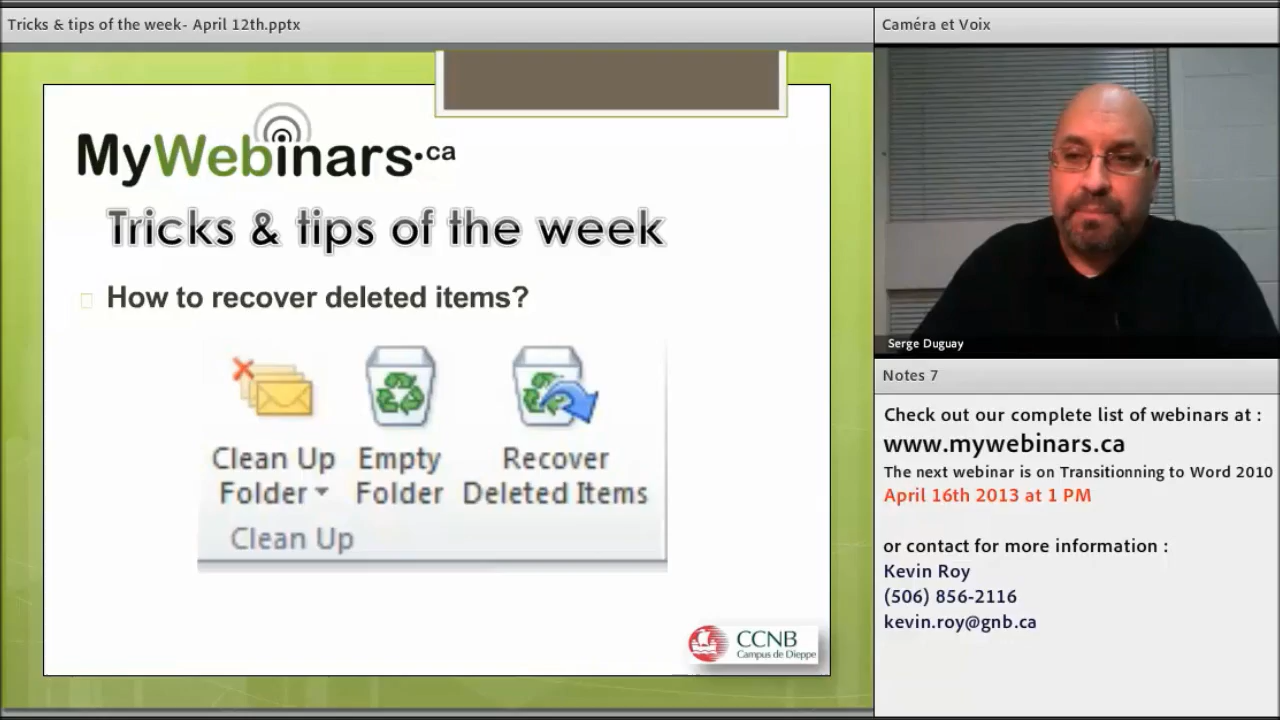 Tricks & tips of the week- April 12th.pptx
Caméra et Voix
MyWebinars.ca
Tricks & tips of the week
How to recover deleted items?
Clean Up Folder
Empty Folder
Recover Deleted Items
Clean Up
CCNB
Campus de Dieppe
Serge Duguay
Notes 7
Check out our complete list of webinars at :
www.mywebinars.ca
The next webinar is on Transitionning to Word 2010
April 16th 2013 at 1 PM
or contact for more information :
Kevin Roy
(506) 856-2116
kevin.roy@gnb.ca